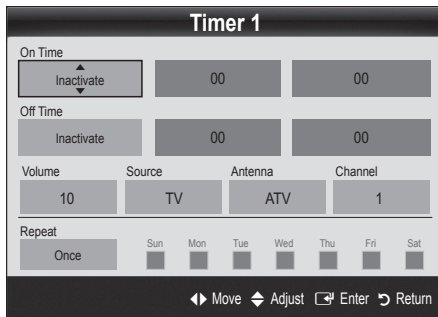 Timer 1
On Time
Inactivate 00 00
Off Time
Inactivate 00 00
Volume Source Antenna Channel
10 TV ATV 1
Repeat
Once Sun Mon Tue Wed Thu Fri Sat
Move Adjust Enter Return